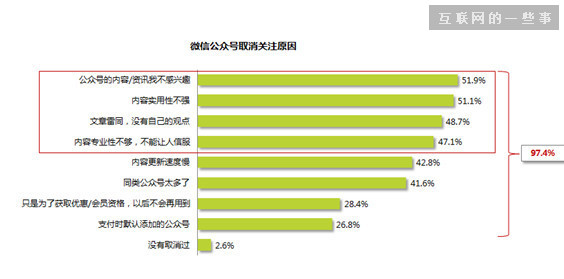 互联网的一些事
微信公众号取消关注原因
公众号的内容/资讯我不感兴趣 51.9%
内容实用性不强 51.1%
文章雷同，没有自己的观点 48.7%
内容专业性不够，不能让人信服 47.1%
97.4%
内容更新速度慢 42.8%
同类公众号太多了 41.6%
只是为了获取优惠/会员资格，以后不会再用到 28.4%
支付时默认添加的公众号 26.8%
没有取消过 2.6%